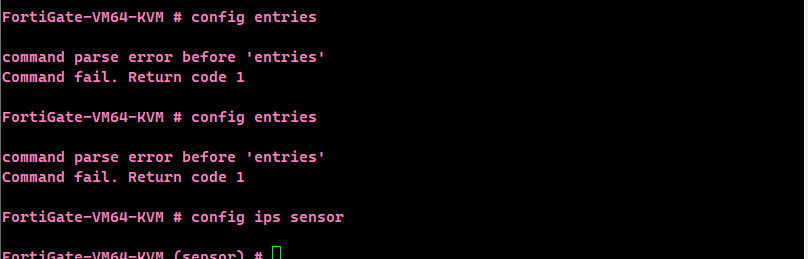 FortiGate-VM64-KVM # config entries
command parse error before 'entries'
Command fail. Return code 1
FortiGate-VM64-KVM # config entries
command parse error before 'entries'
Command fail. Return code 1
FortiGate-VM64-KVM # config ips sensor
FortiGate-VM64-KVM (sensor) #